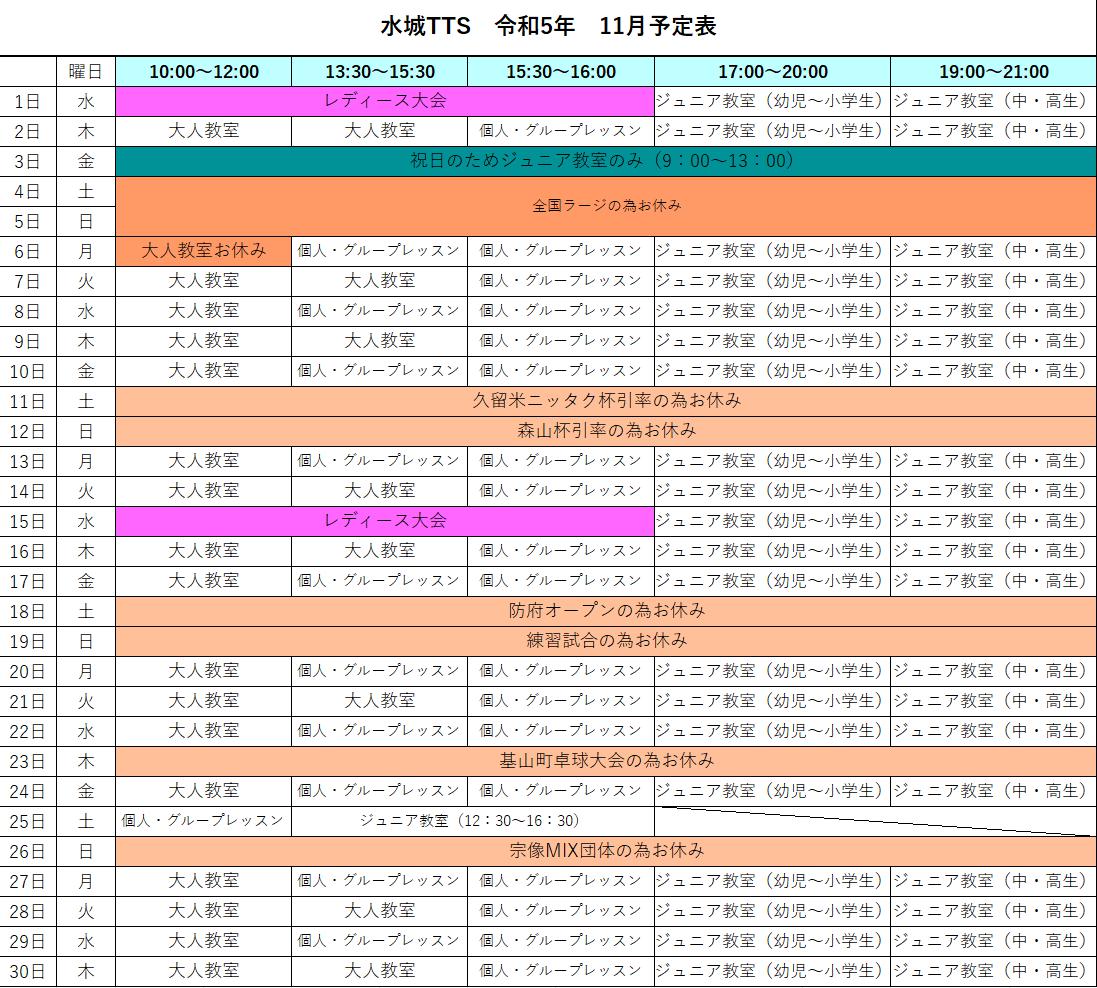 水城TTS　令和5年　11月予定表
曜日 10:00～12:00 13:30～15:30 15:30～16:00 17:00～20:00 19:00～21:00
1日 水 レディース大会 ジュニア教室（幼児～小学生） ジュニア教室（中・高生）
2日 木 大人教室 大人教室 個人・グループレッスン ジュニア教室（幼児～小学生） ジュニア教室（中・高生）
3日 金 祝日のためジュニア教室のみ（9：00～13：00）
4日 土 全国ラージの為お休み
5日 日
6日 月 大人教室お休み 個人・グループレッスン 個人・グループレッスン ジュニア教室（幼児～小学生） ジュニア教室（中・高生）
7日 火 大人教室 大人教室 個人・グループレッスン ジュニア教室（幼児～小学生） ジュニア教室（中・高生）
8日 水 大人教室 個人・グループレッスン 個人・グループレッスン ジュニア教室（幼児～小学生） ジュニア教室（中・高生）
9日 木 大人教室 大人教室 個人・グループレッスン ジュニア教室（幼児～小学生） ジュニア教室（中・高生）
10日 金 大人教室 個人・グループレッスン 個人・グループレッスン ジュニア教室（幼児～小学生） ジュニア教室（中・高生）
11日 土 久留米ニッタク杯引率の為お休み
12日 日 森山杯引率の為お休み
13日 月 大人教室 個人・グループレッスン 個人・グループレッスン ジュニア教室（幼児～小学生） ジュニア教室（中・高生）
14日 火 大人教室 大人教室 個人・グループレッスン ジュニア教室（幼児～小学生） ジュニア教室（中・高生）
15日 水 レディース大会 ジュニア教室（幼児～小学生） ジュニア教室（中・高生）
16日 木 大人教室 大人教室 個人・グループレッスン ジュニア教室（幼児～小学生） ジュニア教室（中・高生）
17日 金 大人教室 個人・グループレッスン 個人・グループレッスン ジュニア教室（幼児～小学生） ジュニア教室（中・高生）
18日 土 防府オープンの為お休み
19日 日 練習試合の為お休み
20日 月 大人教室 個人・グループレッスン 個人・グループレッスン ジュニア教室（幼児～小学生） ジュニア教室（中・高生）
21日 火 大人教室 大人教室 個人・グループレッスン ジュニア教室（幼児～小学生） ジュニア教室（中・高生）
22日 水 大人教室 個人・グループレッスン 個人・グループレッスン ジュニア教室（幼児～小学生） ジュニア教室（中・高生）
23日 木 基山町卓球大会の為お休み
24日 金 大人教室 個人・グループレッスン 個人・グループレッスン ジュニア教室（幼児～小学生） ジュニア教室（中・高生）
25日 土 個人・グループレッスン ジュニア教室（12：30～16：30）
26日 日 宗像MIX団体の為お休み
27日 月 大人教室 個人・グループレッスン 個人・グループレッスン ジュニア教室（幼児～小学生） ジュニア教室（中・高生）
28日 火 大人教室 大人教室 個人・グループレッスン ジュニア教室（幼児～小学生） ジュニア教室（中・高生）
29日 水 大人教室 個人・グループレッスン 個人・グループレッスン ジュニア教室（幼児～小学生） ジュニア教室（中・高生）
30日 木 大人教室 大人教室 個人・グループレッスン ジュニア教室（幼児～小学生） ジュニア教室（中・高生）